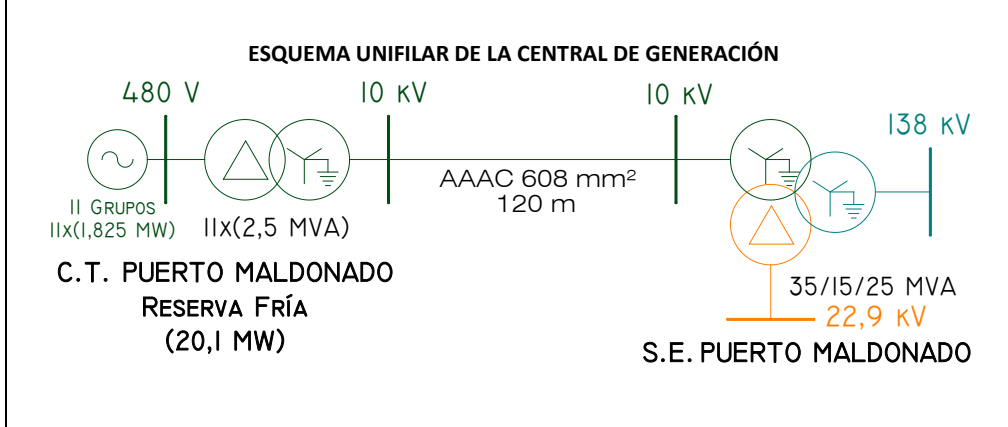 ESQUEMA UNIFILAR DE LA CENTRAL DE GENERACIÓN
480 V
10 KV
10 KV
138 KV
AAAC 608 mm²
120 m
11 GRUPOS
11x(1,825 MW)
11x(2,5 MVA)
C.T. PUERTO MALDONADO
RESERVA FRÍA
(20,1 MW)
35/15/25 MVA
22,9 KV
S.E. PUERTO MALDONADO